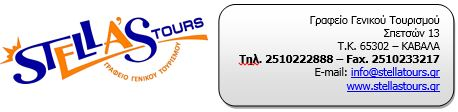 STELLA'S TOURS
ΓΡΑΦΕΙΟ ΓΕΝΙΚΟΥ ΤΟΥΡΙΣΜΟΥ
Γραφείο Γενικού Τουρισμού
Σπετσών 13
Τ.Κ. 65302 – ΚΑΒΑΛΑ
Τηλ. 2510222888 – Fax. 2510233217
E-mail: info@stellatours.gr
www.stellastours.gr